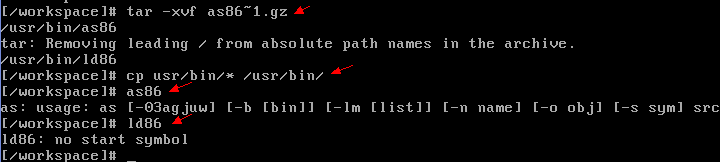 [/workspace]# tar -xvf as86~1.gz
/usr/bin/as86
tar: Removing leading / from absolute path names in the archive.
/usr/bin/ld86
[/workspace]# cp usr/bin/* /usr/bin/
[/workspace]# as86
as: usage: as [-03agjuw] [-b [bin]] [-lm [list]] [-n name] [-o obj] [-s sym] src
[/workspace]# ld86
ld86: no start symbol
[/workspace]# _